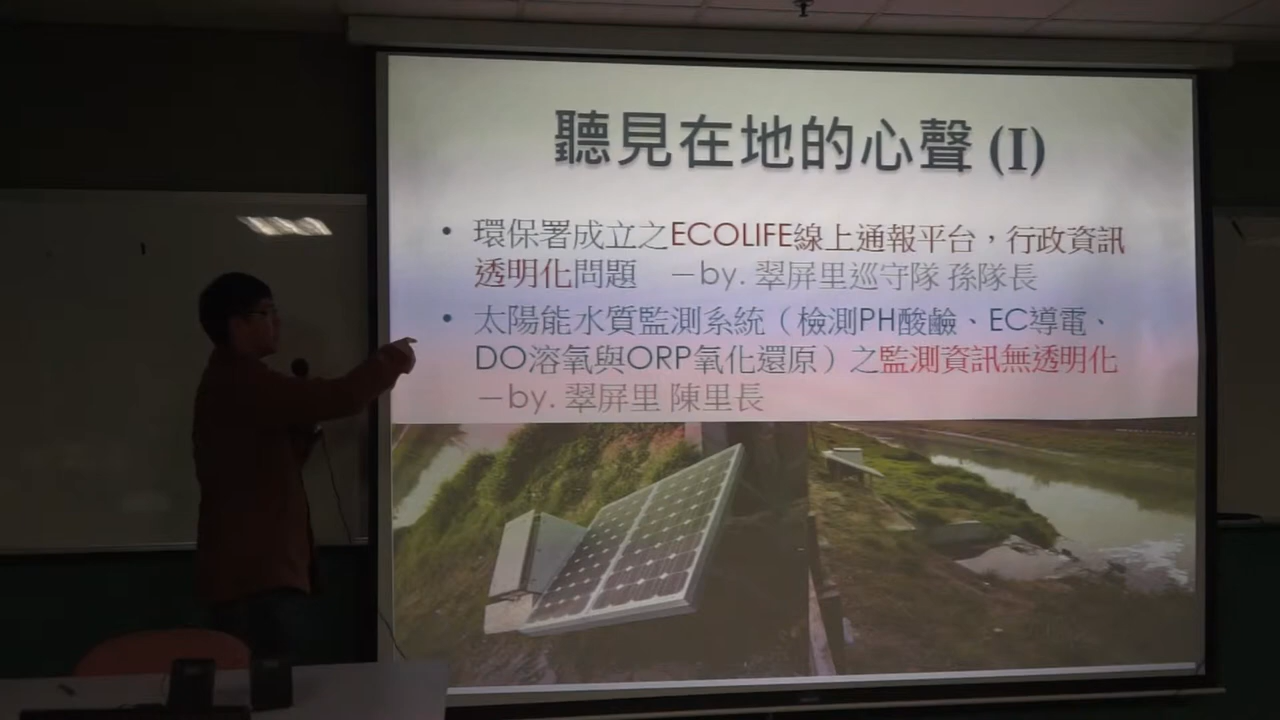 聽見在地的心聲 (I)
• 環保署成立之ECOLIFE線上通報平台，行政資訊
透明化問題 －by. 翠屏里巡守隊 孫隊長
• 太陽能水質監測系統（檢測PH酸鹼、EC導電、
DO溶氧與ORP氧化還原）之監測資訊無透明化
－by. 翠屏里 陳里長